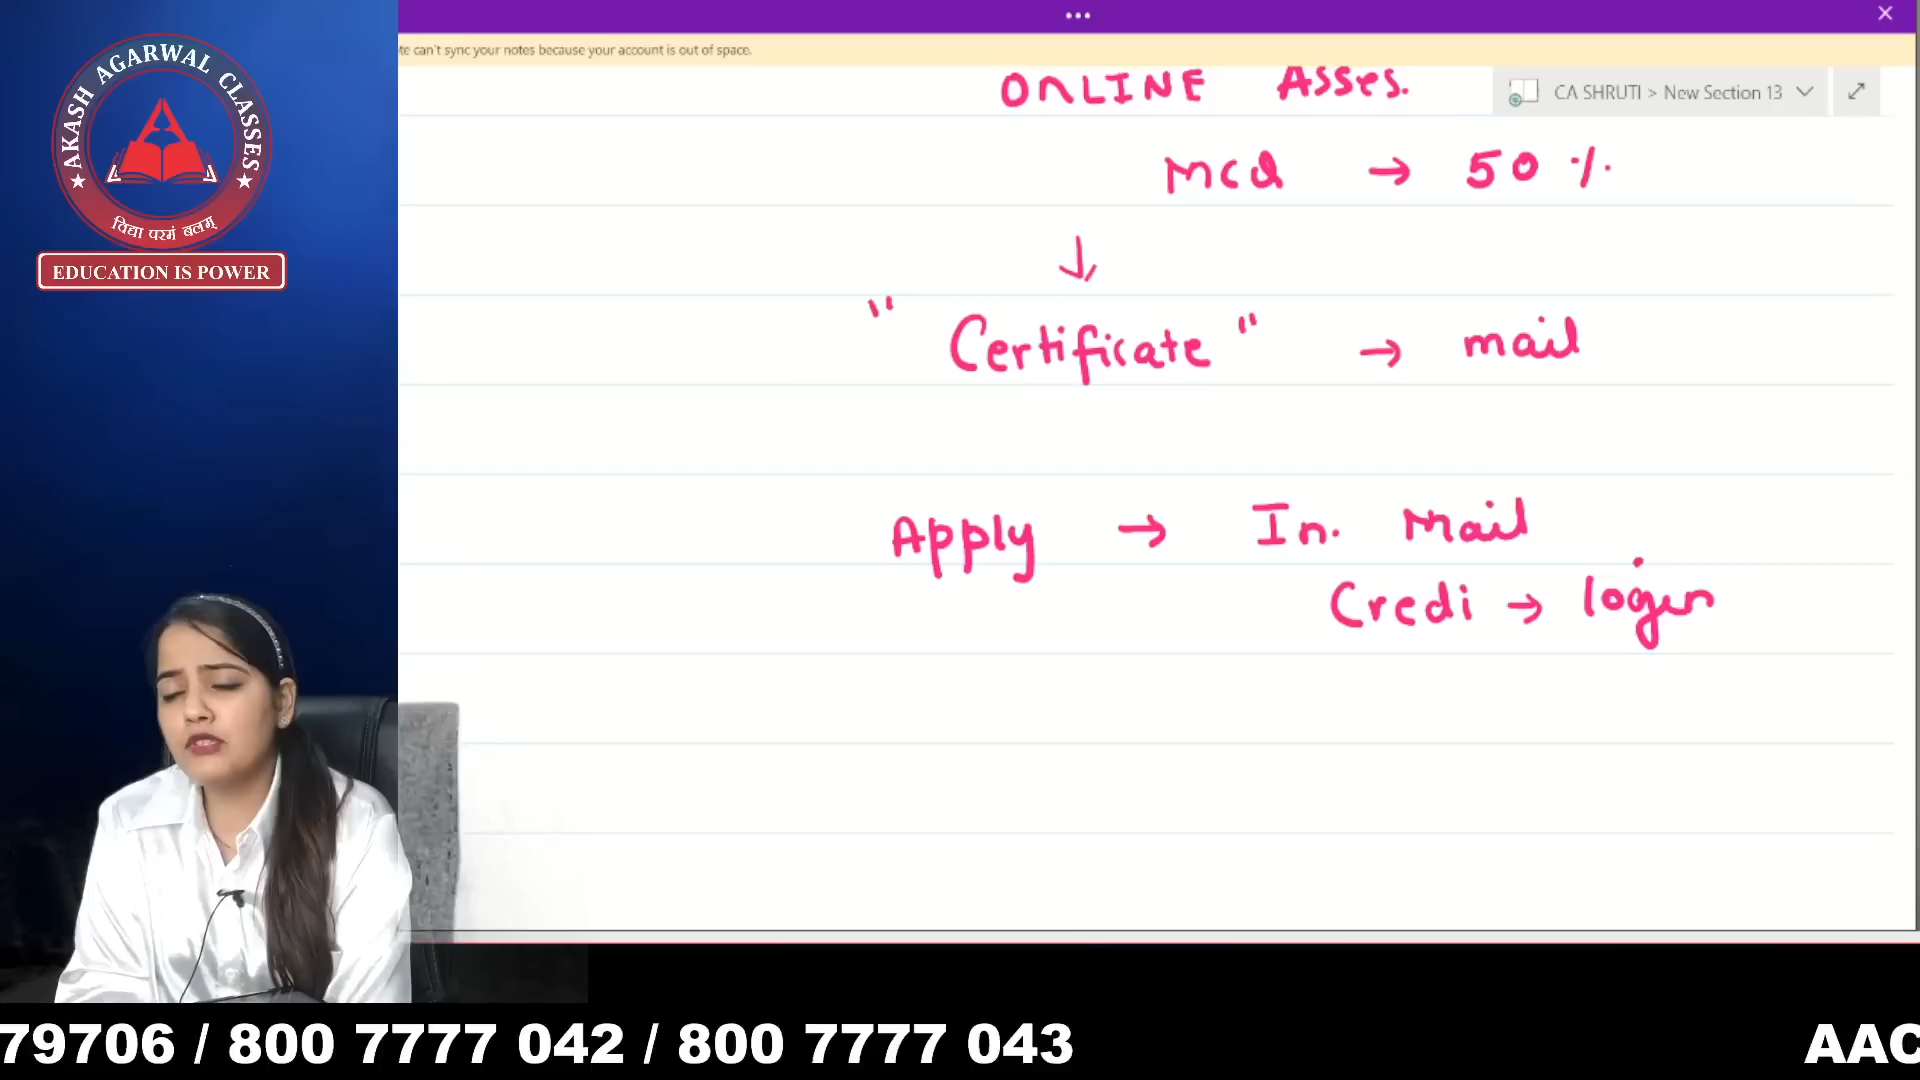 AKASH AGARWAL CLASSES
विद्या परमं बलम्
EDUCATION IS POWER
te can't sync your notes because your account is out of space.
CA SHRUTI > New Section 13
ONLINE Asses.
MCQ → 50 %
↓
" Certificate " → mail
Apply → In. Mail
Credi → login
79706 / 800 7777 042 / 800 7777 043
AAC